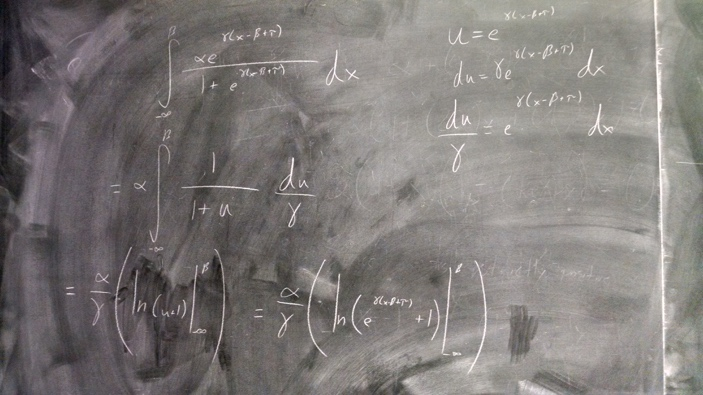 ∫_{-∞}^{β} αe^{γ(x-β+τ)} / (1 + e^{γ(x-β+τ)}) dx
= α ∫_{-∞}^{β} 1/(1+u) du/γ
= α/γ ( ln(u+1) |_{-∞}^{β} ) = α/γ ( ln(e^{γ(x-β+τ)} +1) |_{-∞}^{β} )
u = e^{γ(x-β+τ)}
du = γe^{γ(x-β+τ)} dx
du/γ = e^{γ(x-β+τ)} dx